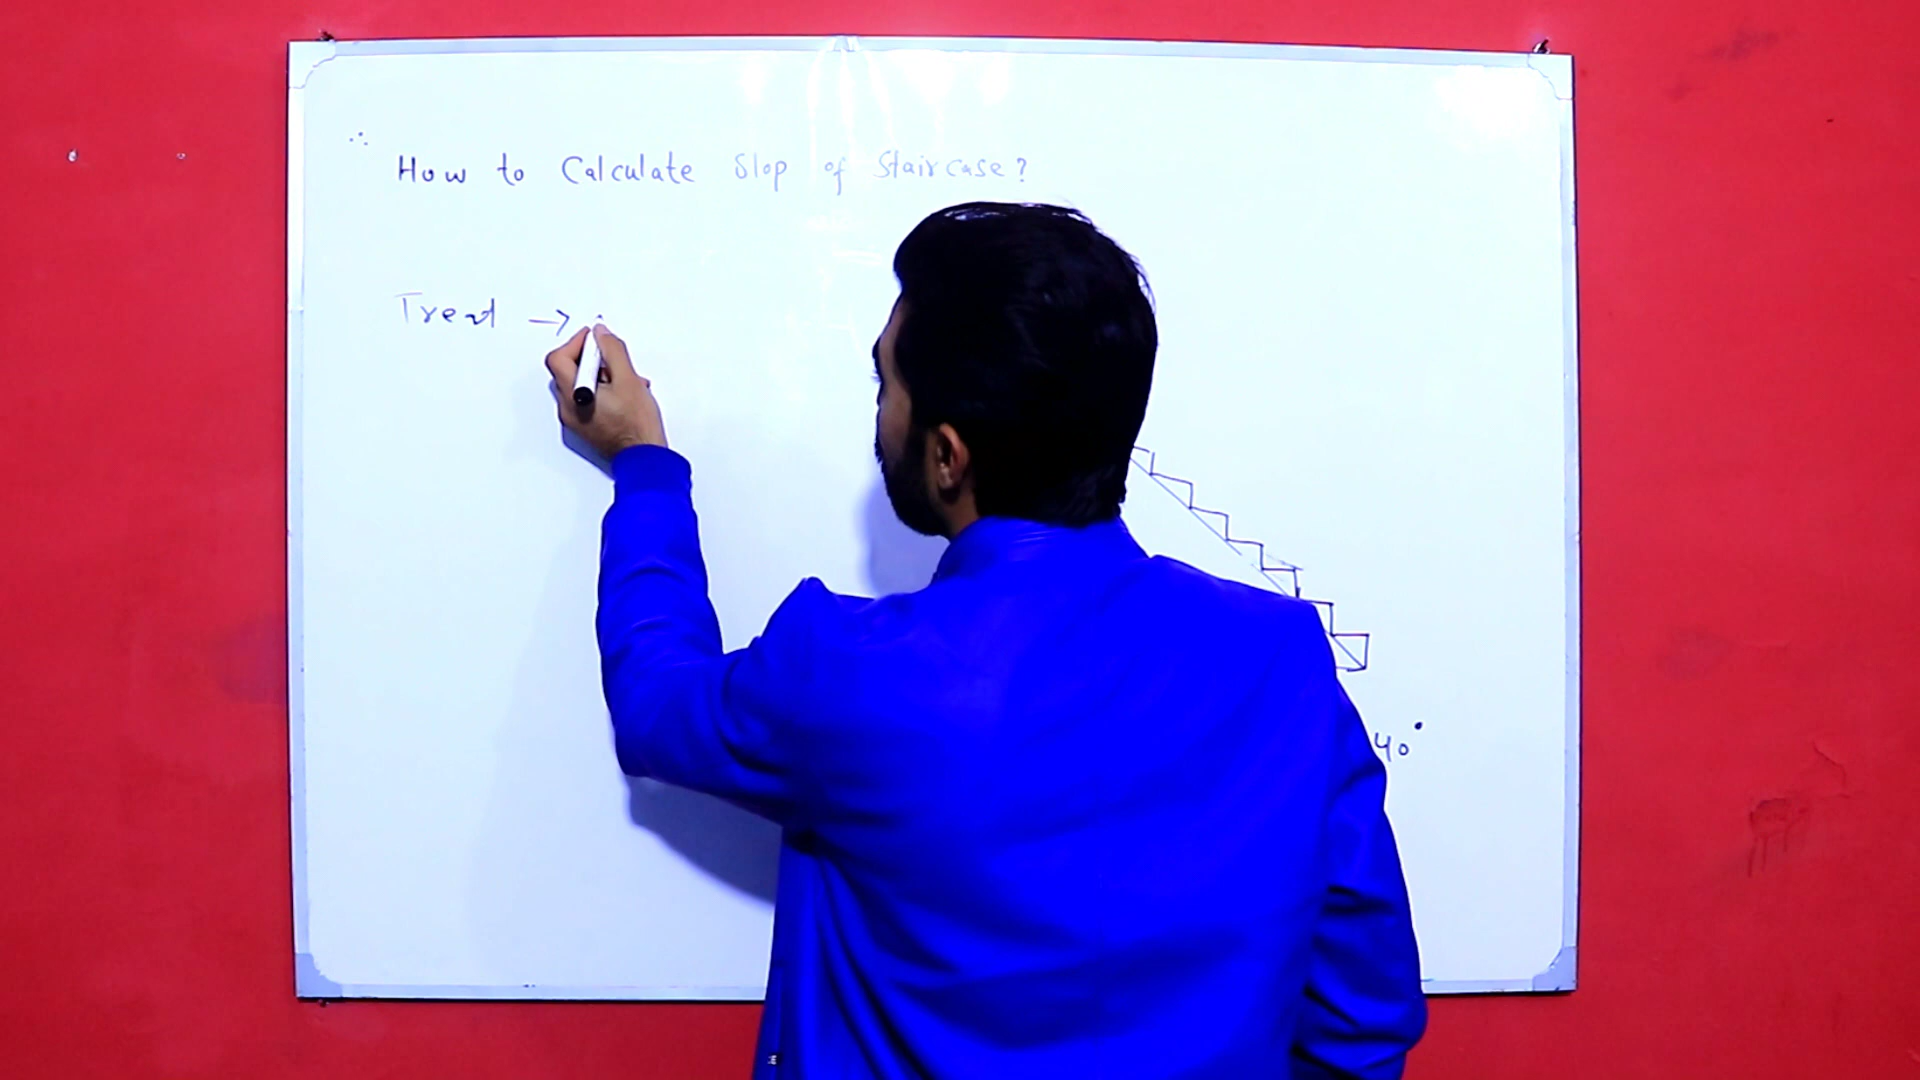 How to Calculate Slop of Staircase?
Tread →
40°